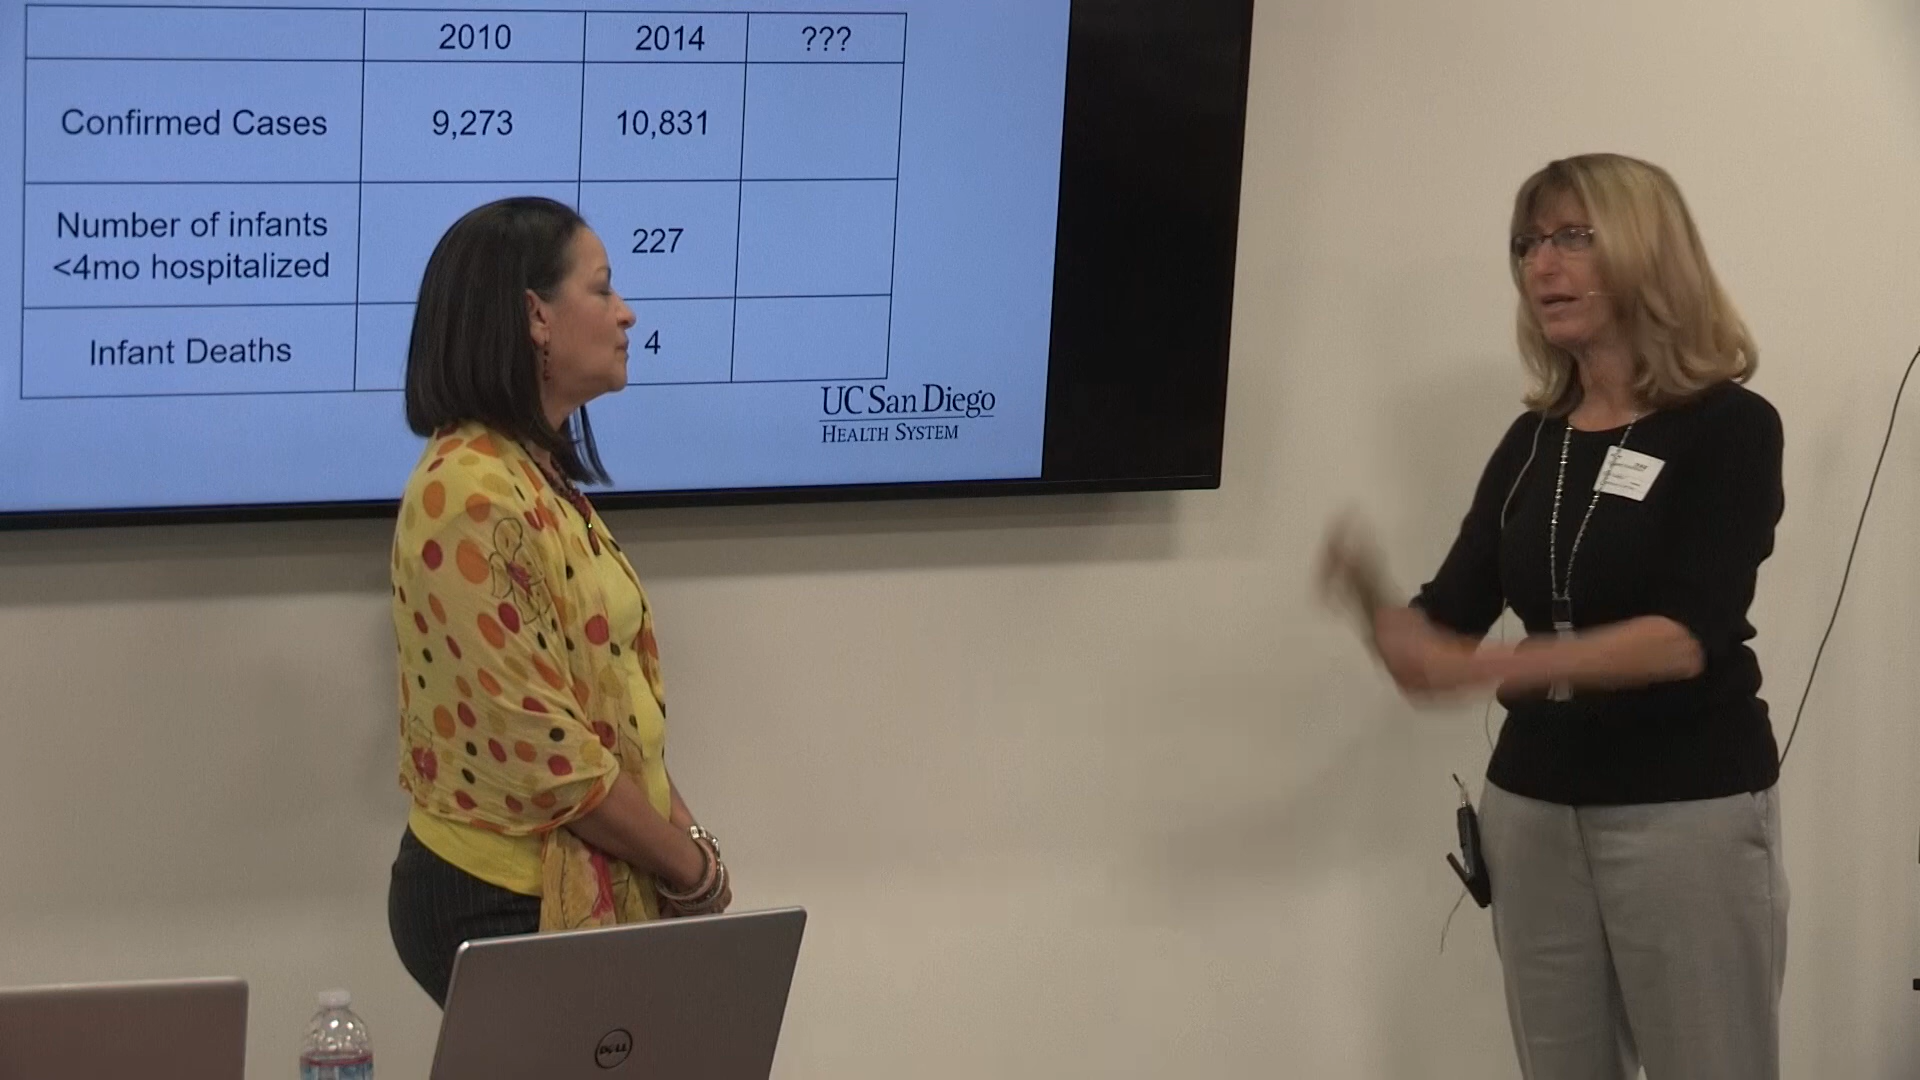 2010 2014 ???
Confirmed Cases 9,273 10,831
Number of infants
<4mo hospitalized 227
Infant Deaths 4
UC San Diego
HEALTH SYSTEM
DELL